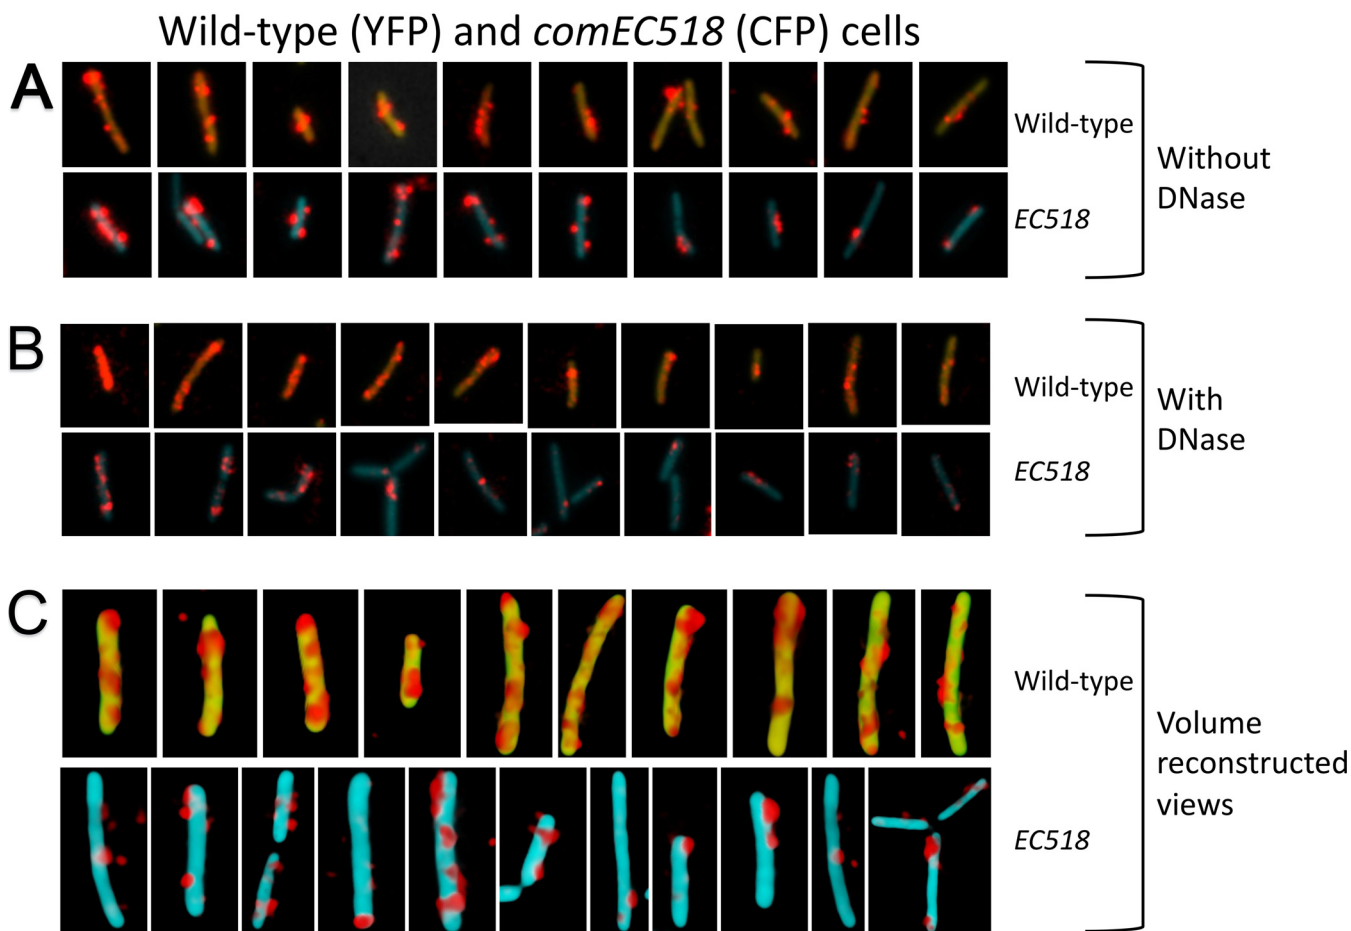 Wild-type (YFP) and comEC518 (CFP) cells
A
Wild-type
Without
DNase
EC518
B
Wild-type
With
DNase
EC518
C
Wild-type
Volume
reconstructed
views
EC518